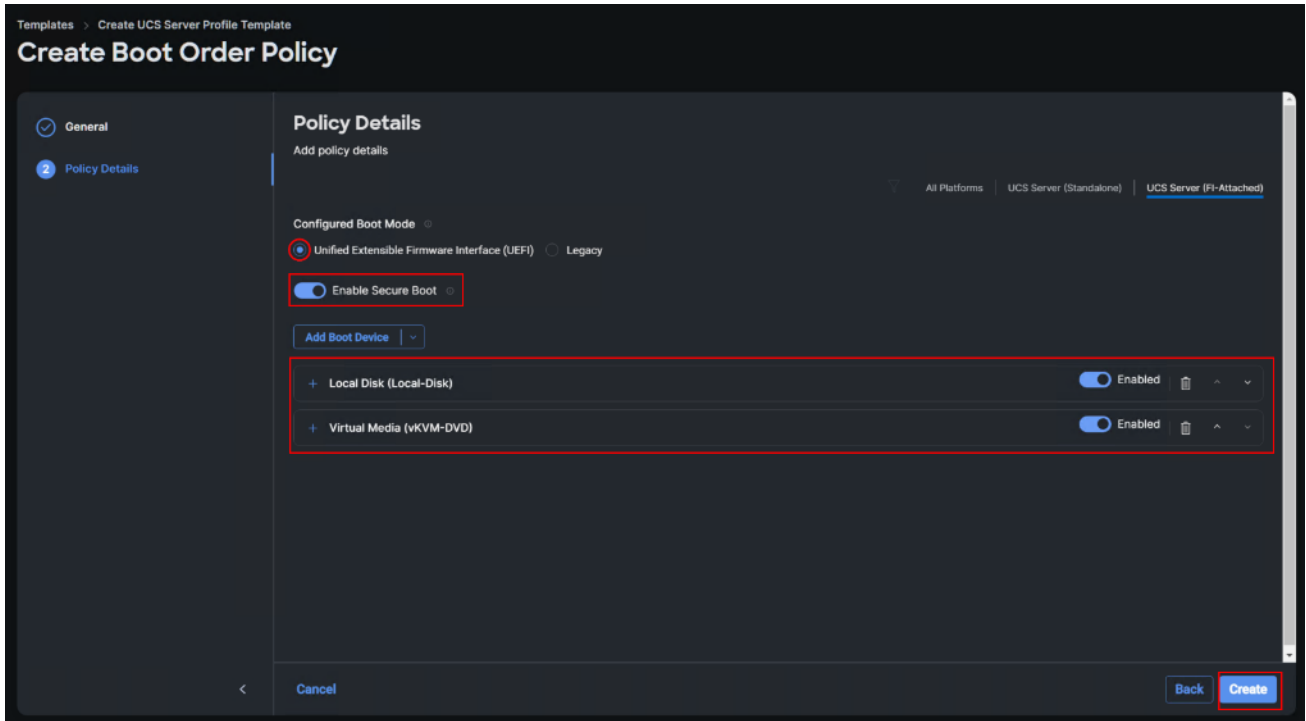 Templates > Create UCS Server Profile Template
Create Boot Order Policy
General
2 Policy Details
Policy Details
Add policy details
All Platforms | UCS Server (Standalone) | UCS Server (FI-Attached)
Configured Boot Mode
Unified Extensible Firmware Interface (UEFI) Legacy
Enable Secure Boot
Add Boot Device
+ Local Disk (Local-Disk) Enabled
+ Virtual Media (vKVM-DVD) Enabled
Cancel Back Create